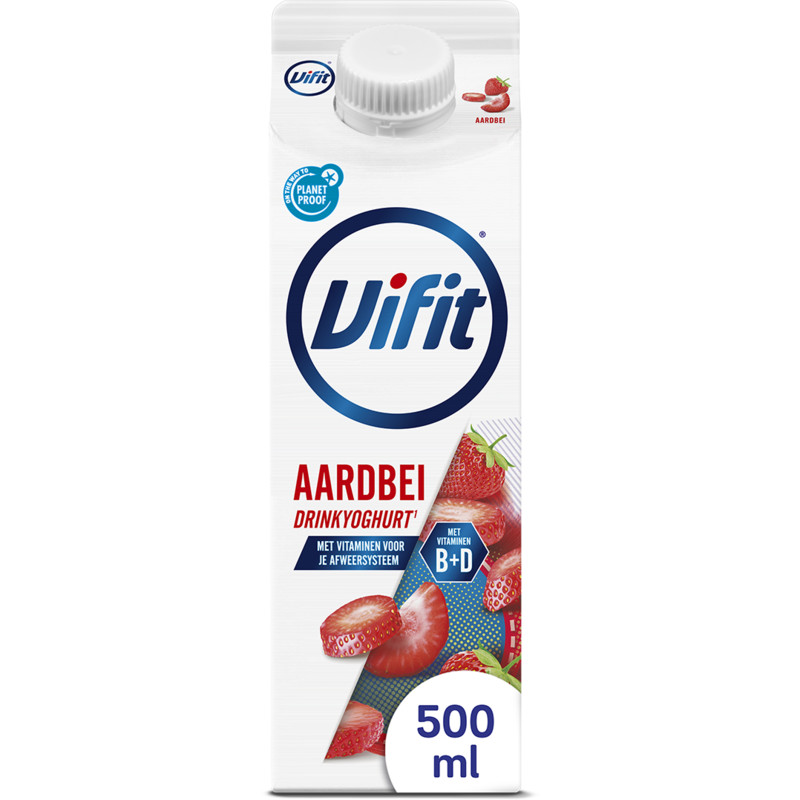 Vifit
AARDBEI
ON THE WAY TO
PLANET
PROOF
Vifit
®
AARDBEI
DRINKYOGHURT¹
MET VITAMINEN VOOR
JE AFWEERSYSTEEM
MET
VITAMINEN
B+D
500
ml